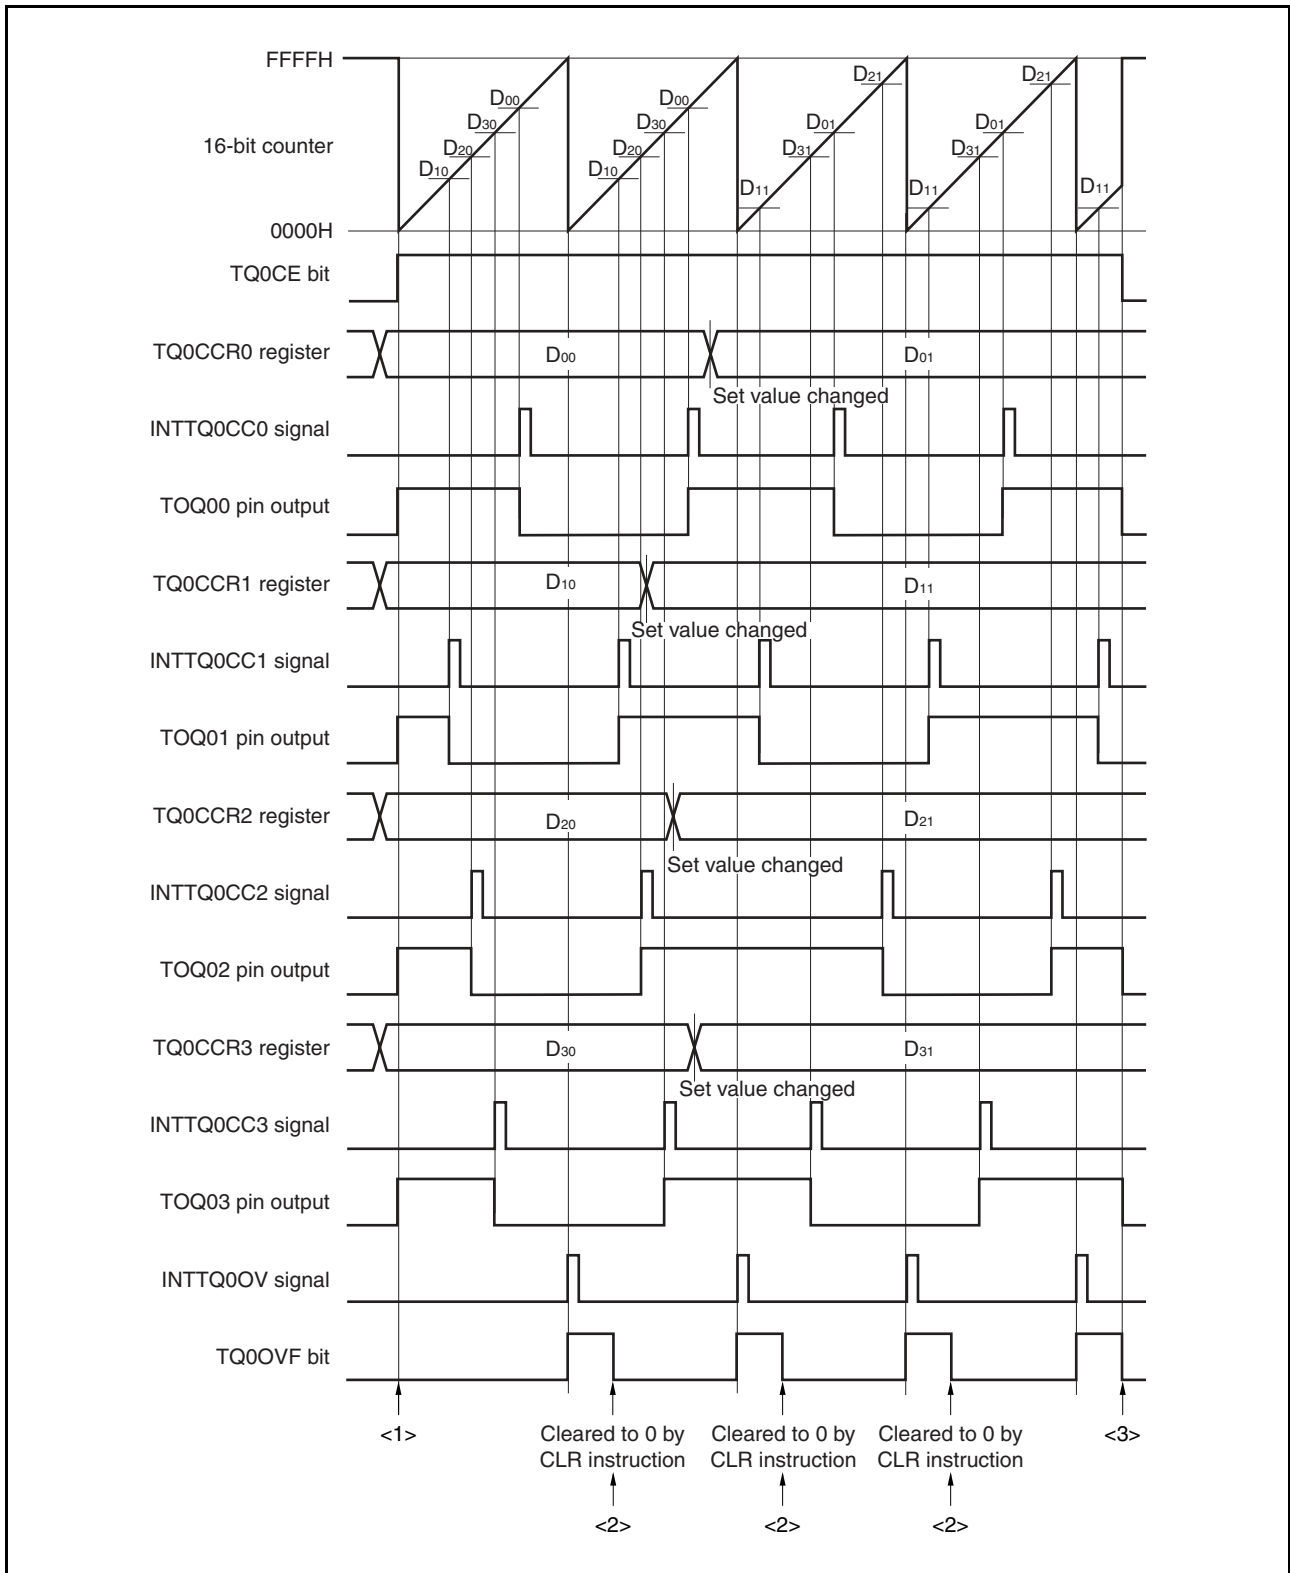 FFFFH
16-bit counter
0000H
D10
D20
D30
D00
D10
D20
D30
D00
D11
D31
D01
D21
D11
D31
D01
D21
D11
TQ0CE bit
TQ0CCR0 register
D00
D01
Set value changed
INTTQ0CC0 signal
TOQ00 pin output
TQ0CCR1 register
D10
D11
Set value changed
INTTQ0CC1 signal
TOQ01 pin output
TQ0CCR2 register
D20
D21
Set value changed
INTTQ0CC2 signal
TOQ02 pin output
TQ0CCR3 register
D30
D31
Set value changed
INTTQ0CC3 signal
TOQ03 pin output
INTTQ0OV signal
TQ0OVF bit
<1>
Cleared to 0 by
CLR instruction
<2>
Cleared to 0 by
CLR instruction
<2>
Cleared to 0 by
CLR instruction
<2>
<3>